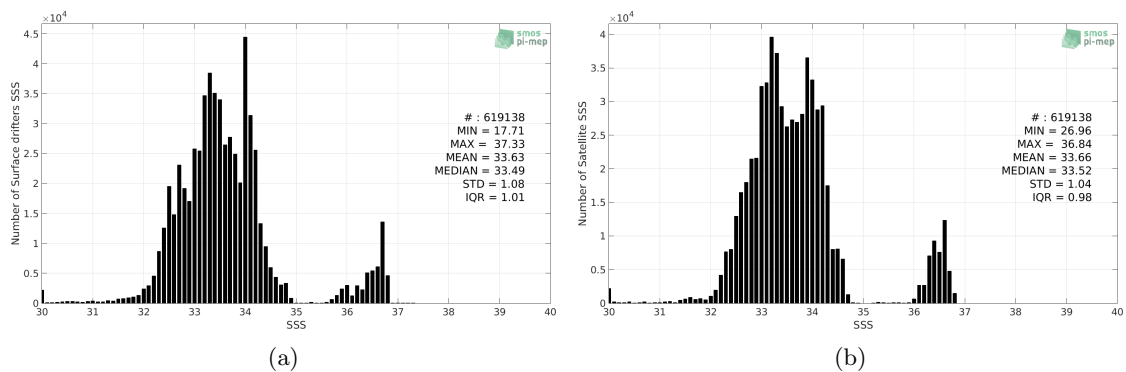 ×10⁴
4.5
4
3.5
3
2.5
2
1.5
1
0.5
0
Number of Surface drifters SSS
smos
pi-mep
# : 619138
MIN = 17.71
MAX = 37.33
MEAN = 33.63
MEDIAN = 33.49
STD = 1.08
IQR = 1.01
30 31 32 33 34 35 36 37 38 39 40
SSS
(a)
×10⁴
4
3.5
3
2.5
2
1.5
1
0.5
0
Number of Satellite SSS
smos
pi-mep
# : 619138
MIN = 26.96
MAX = 36.84
MEAN = 33.66
MEDIAN = 33.52
STD = 1.04
IQR = 0.98
30 31 32 33 34 35 36 37 38 39 40
SSS
(b)